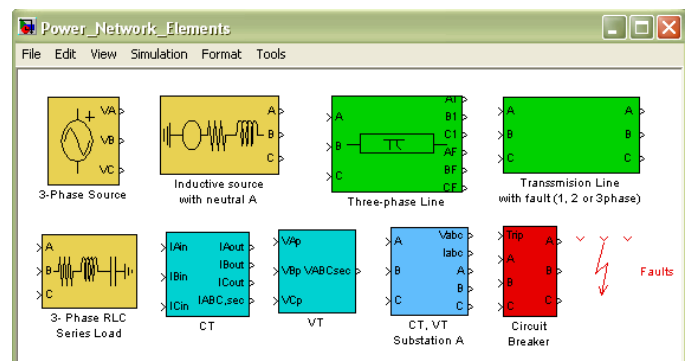 Power_Network_Elements
File Edit View Simulation Format Tools
VA
VB
VC
3-Phase Source
A
B
C
Inductive source
with neutral A
A
B
C
A1
B1
C1
AF
BF
CF
Three-phase Line
A
B
C
A
B
C
Transsmision Line
with fault (1, 2 or 3phase)
A
B
C
3- Phase RLC
Series Load
IAin
IBin
ICin
IAout
IBout
ICout
IABC,sec
CT
VAp
VBp VABCsec
VCp
VT
A
B
C
Vabc
Iabc
A
B
C
CT, VT
Substation A
Trip
A
B
C
A
B
C
Circuit
Breaker
Faults